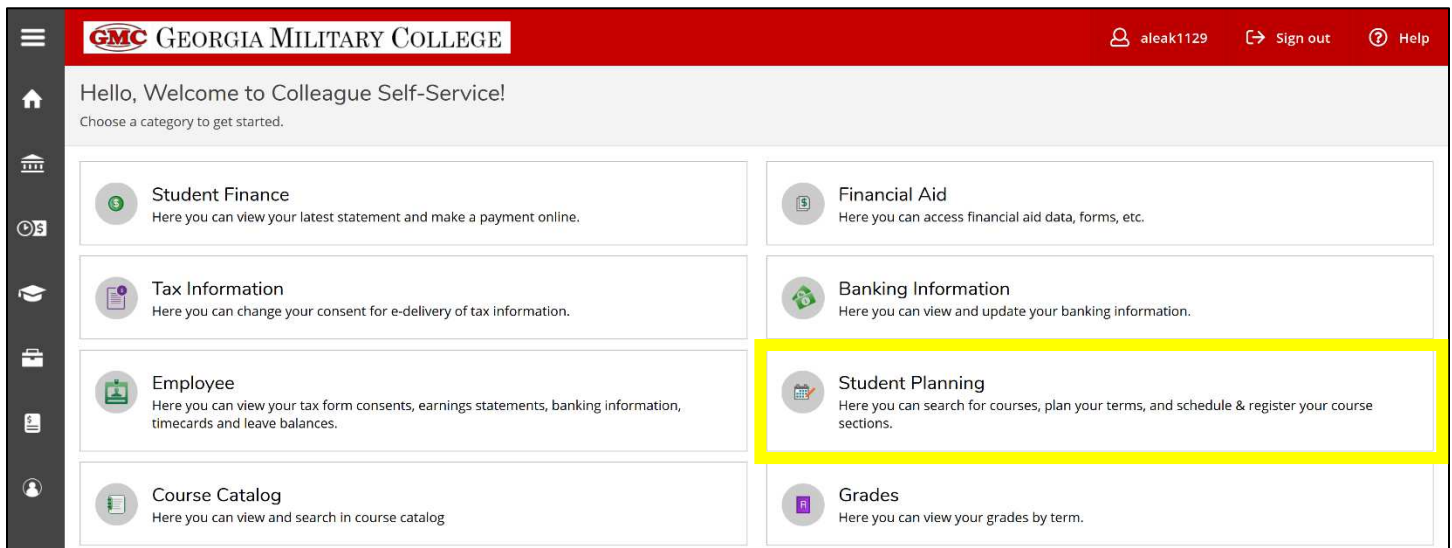 GMC GEORGIA MILITARY COLLEGE
aleak1129
Sign out
Help
Hello, Welcome to Colleague Self-Service!
Choose a category to get started.
Student Finance
Here you can view your latest statement and make a payment online.
Financial Aid
Here you can access financial aid data, forms, etc.
Tax Information
Here you can change your consent for e-delivery of tax information.
Banking Information
Here you can view and update your banking information.
Employee
Here you can view your tax form consents, earnings statements, banking information,
timecards and leave balances.
Student Planning
Here you can search for courses, plan your terms, and schedule & register your course
sections.
Course Catalog
Here you can view and search in course catalog
Grades
Here you can view your grades by term.